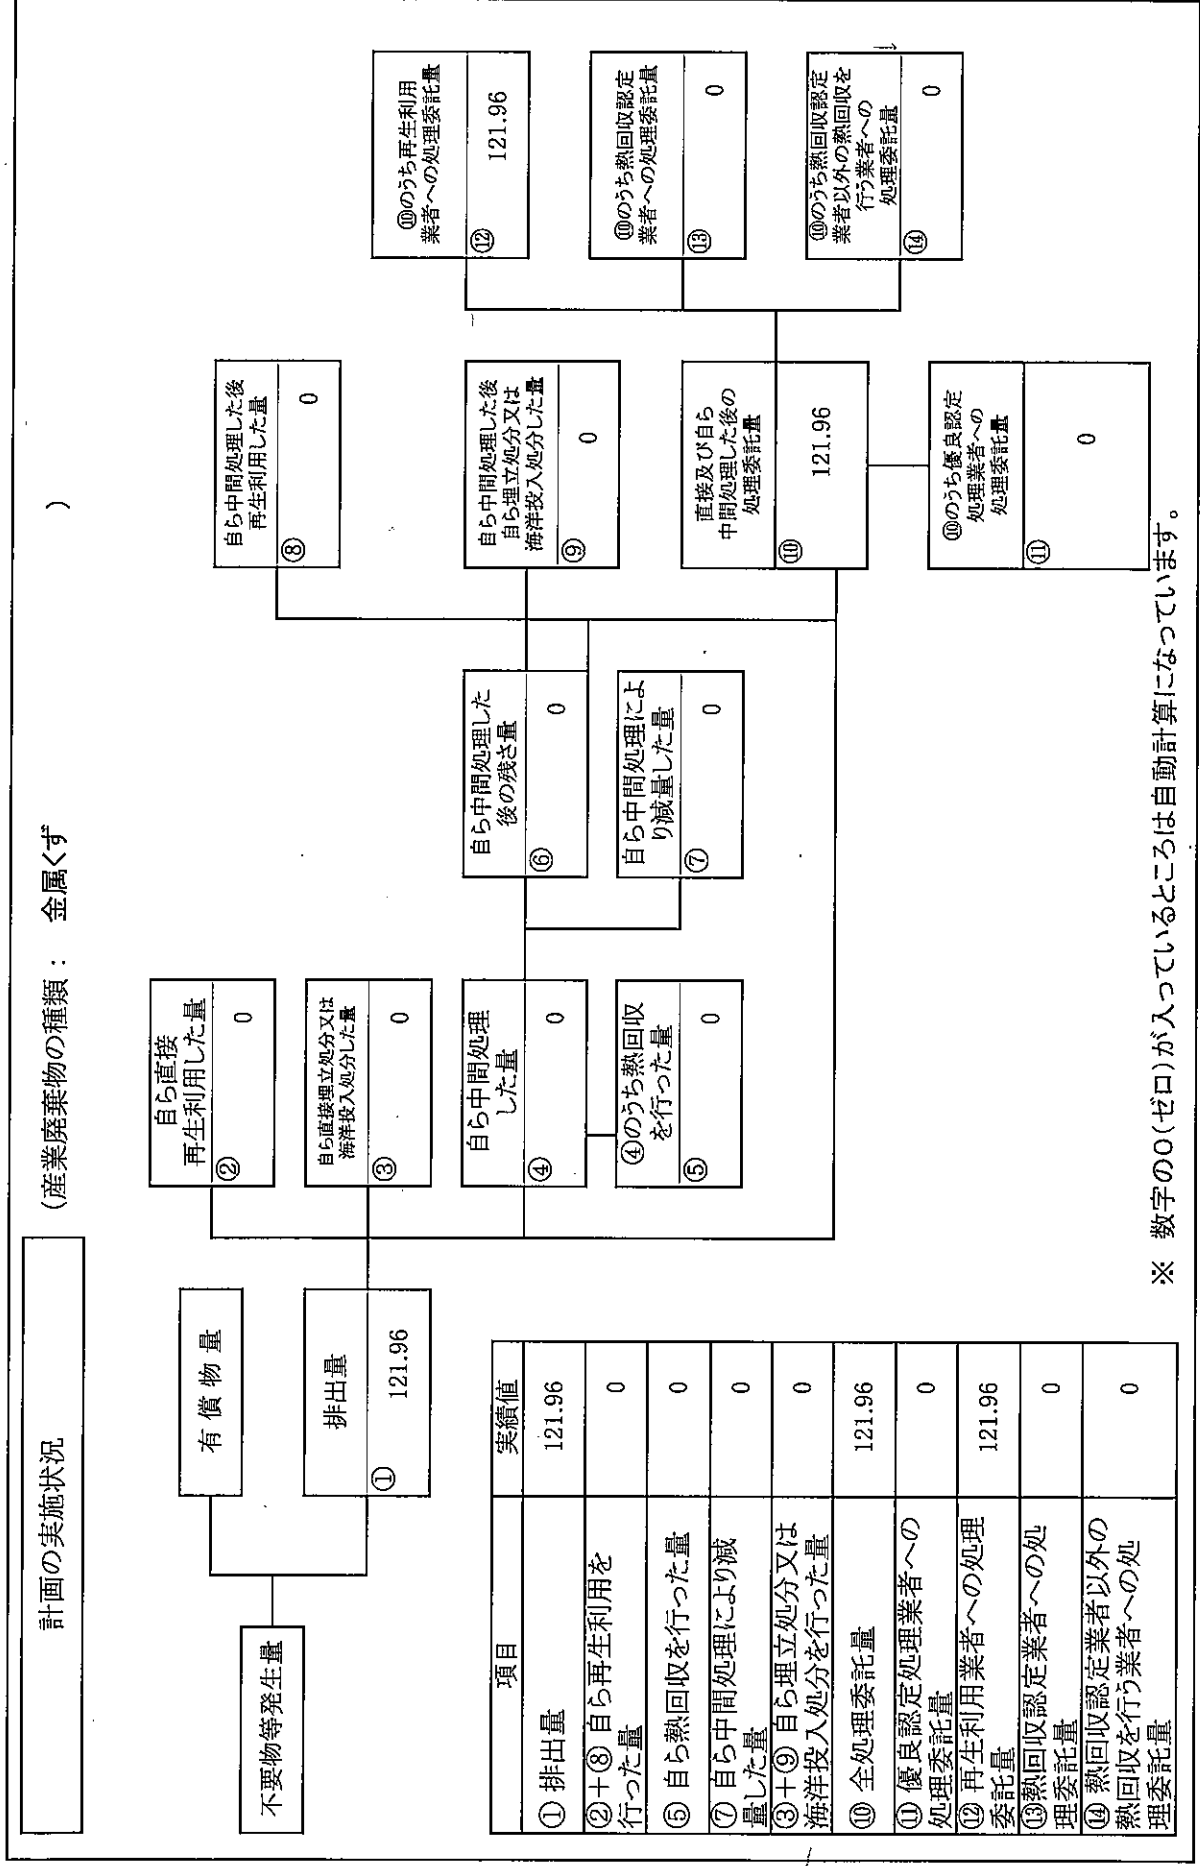 計画の実施状況
(産業廃棄物の種類： 金属くず )
不要物等発生量
有 償 物 量
排出量
① 121.96
自ら直接
再生利用した量
② 0
自ら直接埋立処分又は
海洋投入処分した量
③ 0
自ら中間処理
した量
④ 0
④のうち熱回収
を行った量
⑤ 0
自ら中間処理した
後の残さ量
⑥ 0
自ら中間処理によ
り減量した量
⑦ 0
自ら中間処理した後
再生利用した量
⑧ 0
自ら中間処理した後
自ら埋立処分又は
海洋投入処分した量
⑨ 0
直接及び自ら
中間処理した後の
処理委託量
⑩ 121.96
⑩のうち優良認定
処理業者への
処理委託量
⑪ 0
⑩のうち再生利用
業者への処理委託量
⑫ 121.96
⑩のうち熱回収認定
業者への処理委託量
⑬ 0
⑩のうち熱回収認定
業者以外の熱回収を
行う業者への
処理委託量
⑭ 0
項目 実績値
① 排出量 121.96
②＋⑧ 自ら再生利用を
行った量 0
⑤ 自ら熱回収を行った量 0
⑦ 自ら中間処理により減
量した量 0
③＋⑨ 自ら埋立処分又は
海洋投入処分を行った量 0
⑩ 全処理委託量 121.96
⑪ 優良認定処理業者への
処理委託量 0
⑫ 再生利用業者への処理
委託量 121.96
⑬熱回収認定業者への処
理委託量 0
⑭ 熱回収認定業者以外の
熱回収を行う業者への処
理委託量 0
※ 数字の0(ゼロ)が入っているところは自動計算になっています。